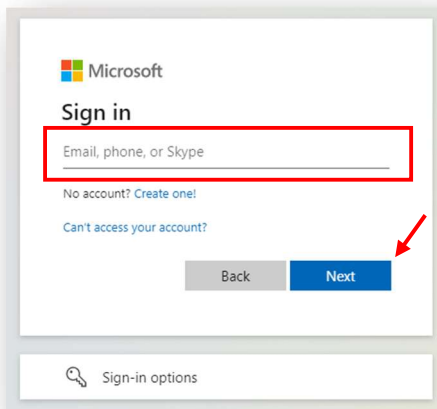 Microsoft
Sign in
Email, phone, or Skype
No account? Create one!
Can't access your account?
Back Next
Sign-in options